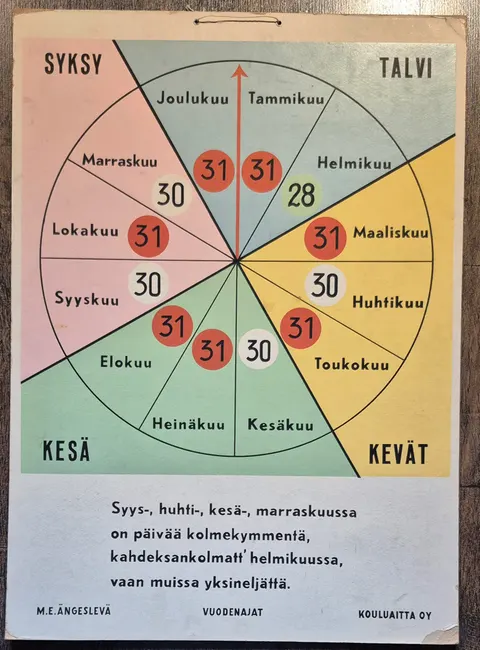 SYKSY
TALVI
Joulukuu
Tammikuu
Marraskuu
Helmikuu
31
31
30
28
Lokakuu
31
31
Maaliskuu
Syyskuu
30
30
Huhtikuu
31
31
Elokuu
31
30
Toukokuu
Heinäkuu
Kesäkuu
KESÄ
KEVÄT
Syys-, huhti-, kesä-, marraskuussa
on päivää kolmekymmentä,
kahdeksankolmatt' helmikuussa,
vaan muissa yksineljättä.
M.E.ÄNGESLEVÄ
VUODENAJAT
KOULUAITTA OY